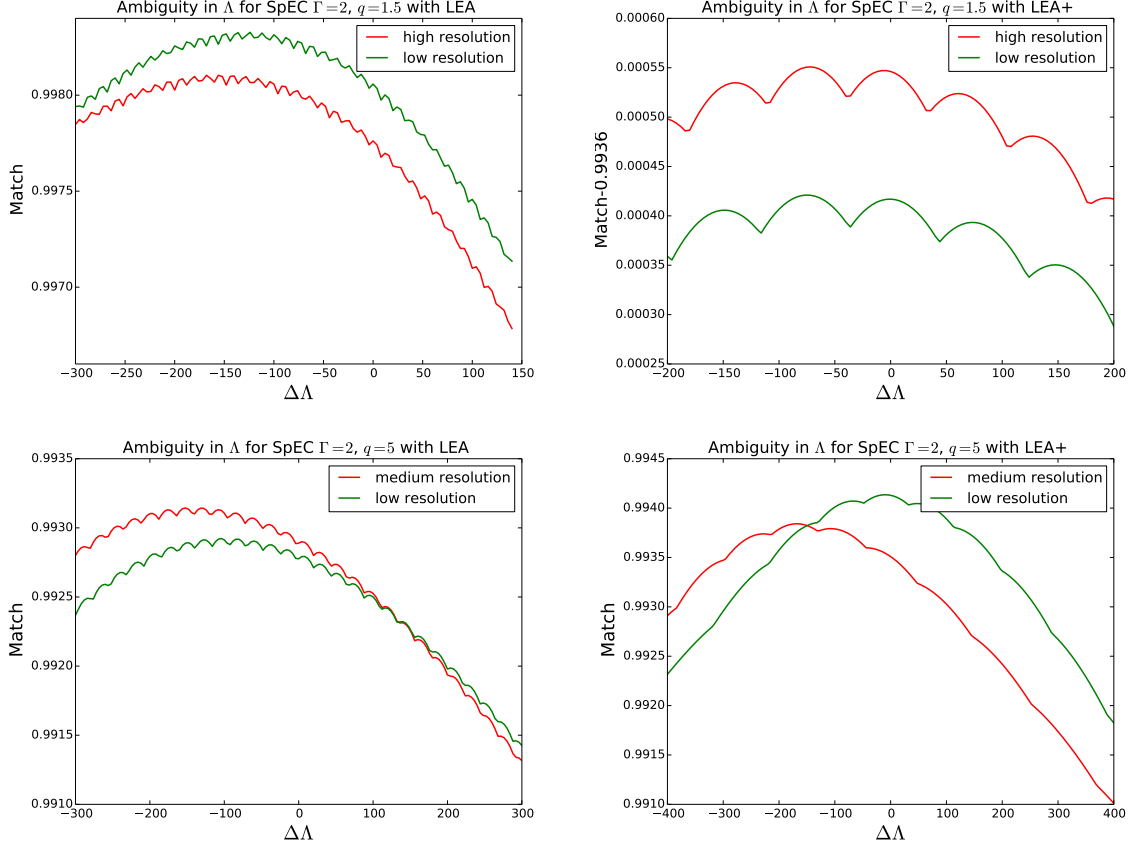 Ambiguity in Λ for SpEC Γ=2, q=1.5 with LEA
high resolution
low resolution
0.9980
0.9975
0.9970
Match
−300 −250 −200 −150 −100 −50 0 50 100 150
ΔΛ
Ambiguity in Λ for SpEC Γ=2, q=1.5 with LEA+
high resolution
low resolution
0.00060
0.00055
0.00050
0.00045
0.00040
0.00035
0.00030
0.00025
Match-0.9936
−200 −150 −100 −50 0 50 100 150 200
ΔΛ
Ambiguity in Λ for SpEC Γ=2, q=5 with LEA
medium resolution
low resolution
0.9935
0.9930
0.9925
0.9920
0.9915
0.9910
Match
−300 −200 −100 0 100 200 300
ΔΛ
Ambiguity in Λ for SpEC Γ=2, q=5 with LEA+
medium resolution
low resolution
0.9945
0.9940
0.9935
0.9930
0.9925
0.9920
0.9915
0.9910
Match
−400 −300 −200 −100 0 100 200 300 400
ΔΛ